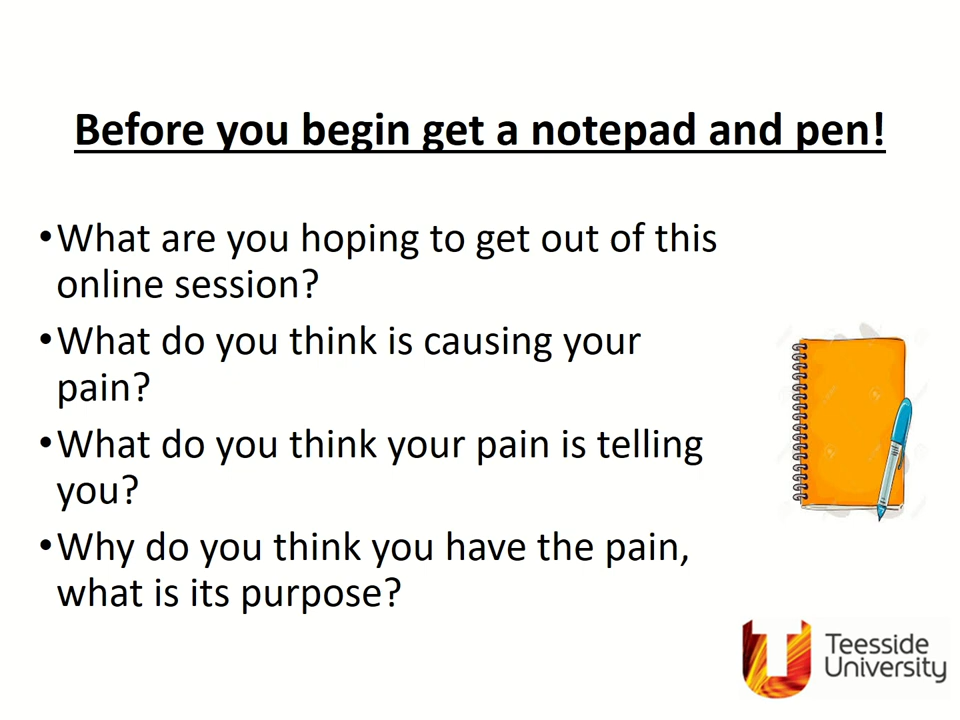 Before you begin get a notepad and pen!
•What are you hoping to get out of this
online session?
•What do you think is causing your
pain?
•What do you think your pain is telling
you?
•Why do you think you have the pain,
what is its purpose?
Teesside
University